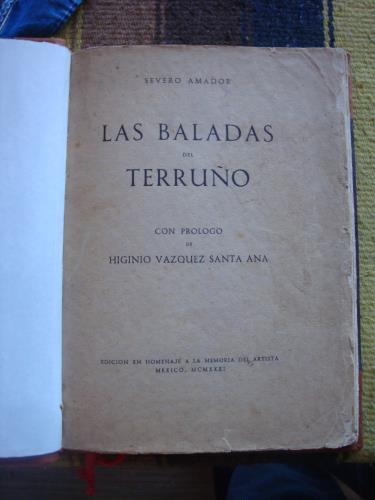 SEVERO AMADOR
LAS BALADAS
DEL
TERRUÑO
CON PROLOGO
DE
HIGINIO VAZQUEZ SANTA ANA
EDICION EN HOMENAJE A LA MEMORIA DEL ARTISTA
MEXICO, MCMXXXI